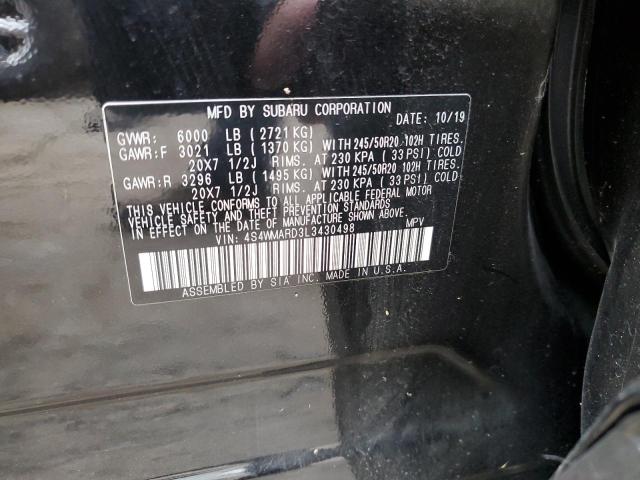 MFD BY SUBARU CORPORATION DATE: 10/19
GVWR: 6000 LB (2721KG)
GAWR:F 3021 LB (1370KG) WITH 245/50R20 102H TIRES.
20X7 1/2J RIMS. AT 230 KPA (33 PSI) COLD
GAWR:R 3296 LB (1495 KG) WITH 245/50R20 102H TIRES.
20X7 1/2J RIMS. AT 230 KPA (33 PSI) COLD
THIS VEHICLE CONFORMS TO ALL APPLICABLE FEDERAL MOTOR
VEHICLE SAFETY AND THEFT PREVENTION STANDARDS
IN EFFECT ON THE DATE OF MANUFACTURE SHOWN ABOVE.
VIN: 4S4WMARD3L3430498 MPV
ASSEMBLED BY SIA INC. MADE IN U.S.A.